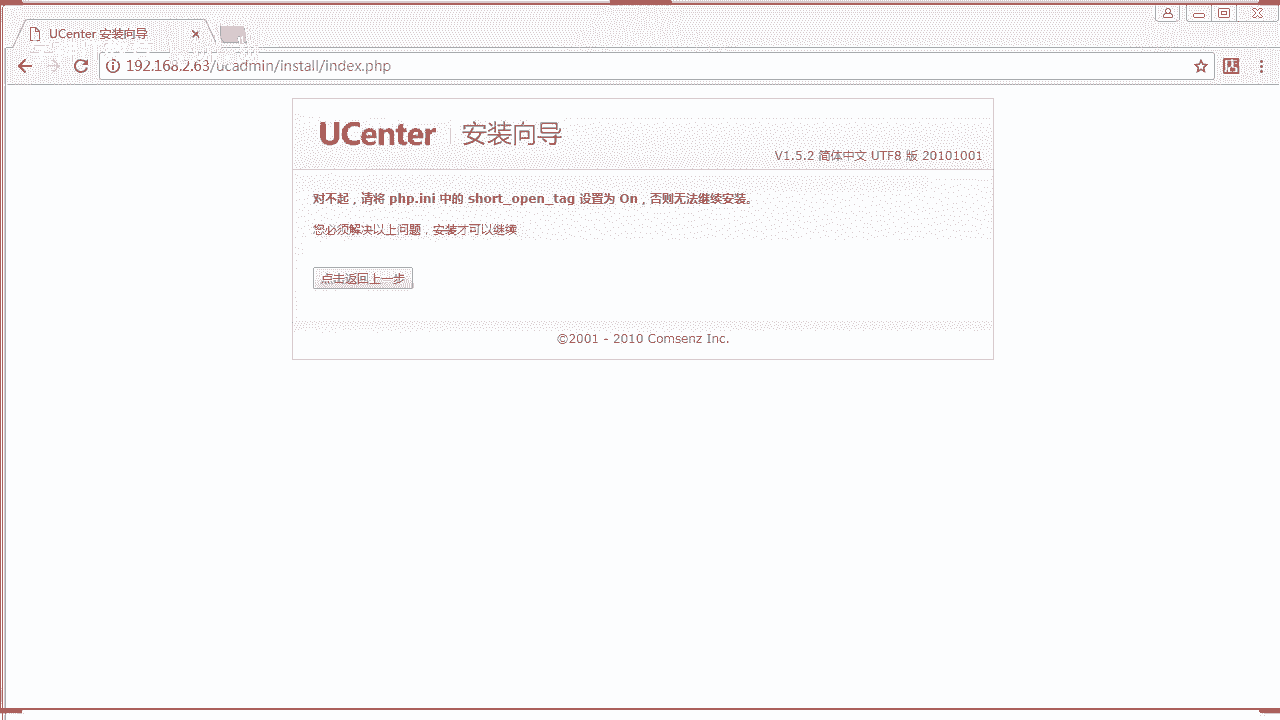 UCenter 安装向导
192.168.2.63/ucadmin/install/index.php
UCenter 安装向导
V1.5.2 简体中文 UTF8 版 20101001
对不起，请将 php.ini 中的 short_open_tag 设置为 On，否则无法继续安装。
您必须解决以上问题，安装才可以继续
点击返回上一步
©2001 - 2010 Comsenz Inc.